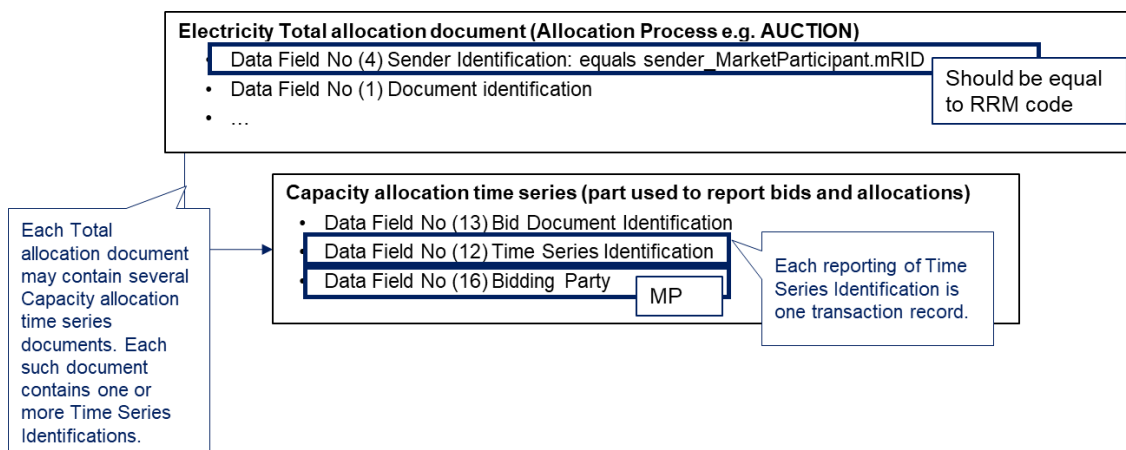 Electricity Total allocation document (Allocation Process e.g. AUCTION)
• Data Field No (4) Sender Identification: equals sender_MarketParticipant.mRID
Should be equal
to RRM code
• Data Field No (1) Document identification
• …
Capacity allocation time series (part used to report bids and allocations)
• Data Field No (13) Bid Document Identification
• Data Field No (12) Time Series Identification
• Data Field No (16) Bidding Party
MP
Each Total
allocation document
may contain several
Capacity allocation
time series
documents. Each
such document
contains one or
more Time Series
Identifications.
Each reporting of Time
Series Identification is
one transaction record.